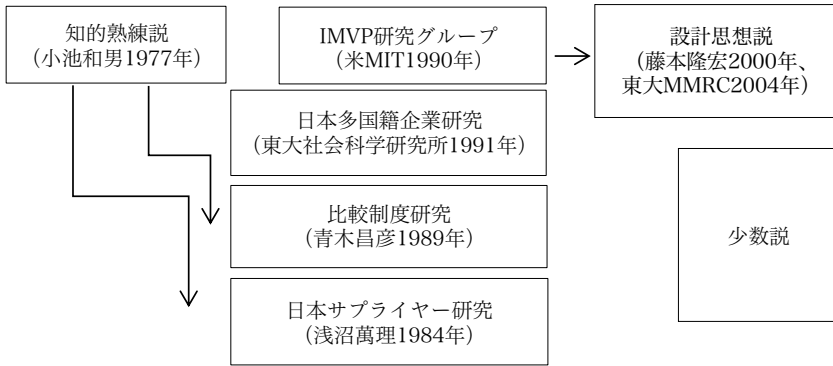 知的熟練説
（小池和男1977年）
IMVP研究グループ
（米MIT1990年）
設計思想説
（藤本隆宏2000年、
東大MMRC2004年）
日本多国籍企業研究
（東大社会科学研究所1991年）
比較制度研究
（青木昌彦1989年）
少数説
日本サプライヤー研究
（浅沼萬理1984年）